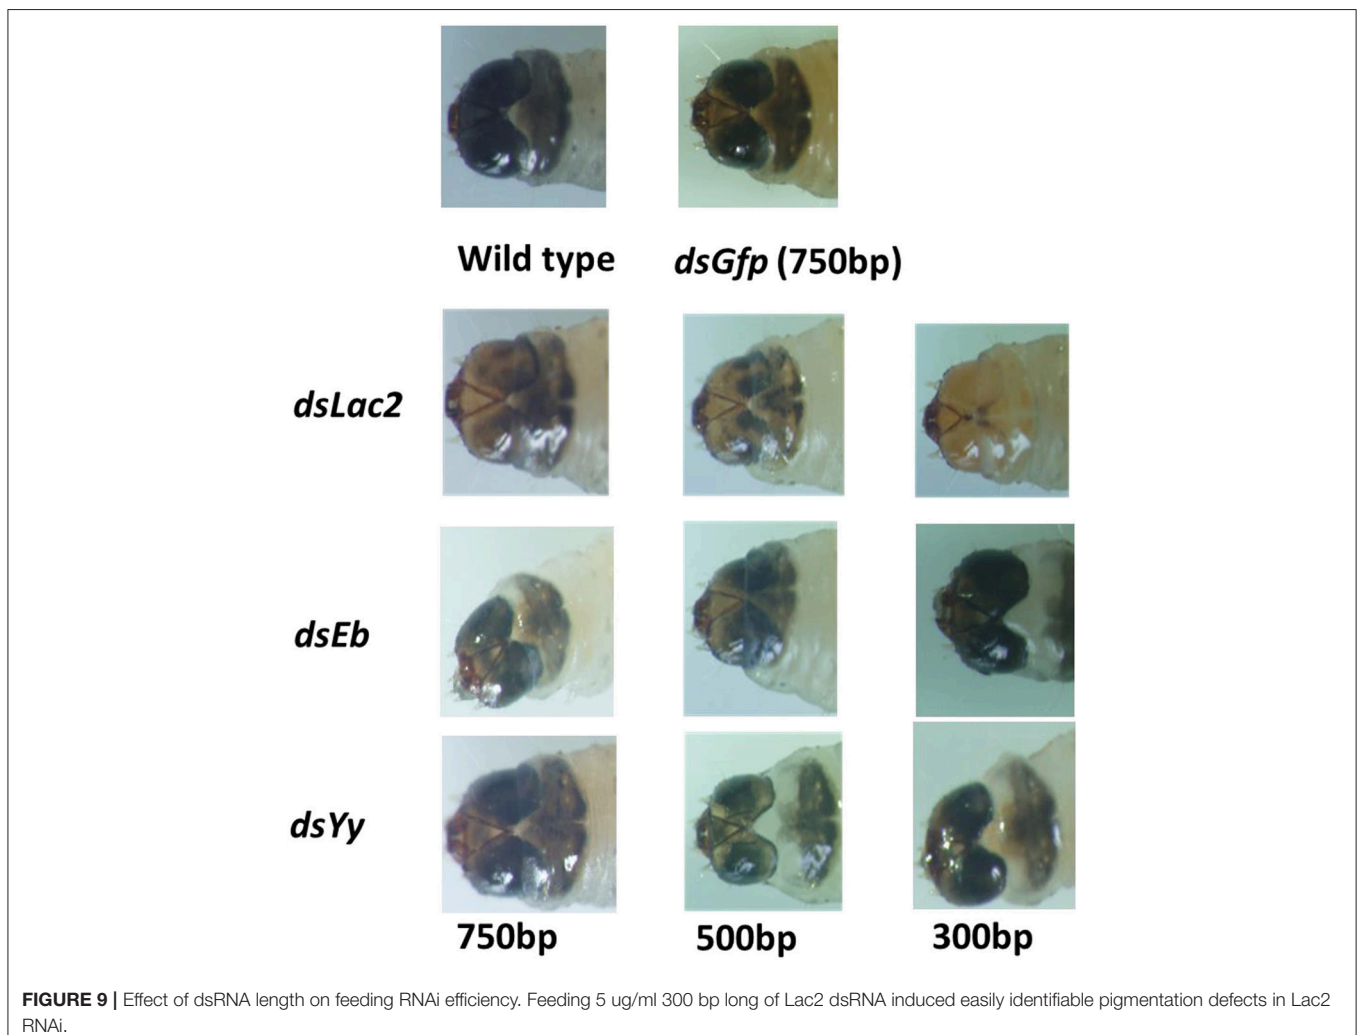 Wild type
dsGfp (750bp)
dsLac2
dsEb
dsYy
750bp
500bp
300bp
FIGURE 9 | Effect of dsRNA length on feeding RNAi efficiency. Feeding 5 ug/ml 300 bp long of Lac2 dsRNA induced easily identifiable pigmentation defects in Lac2
RNAi.